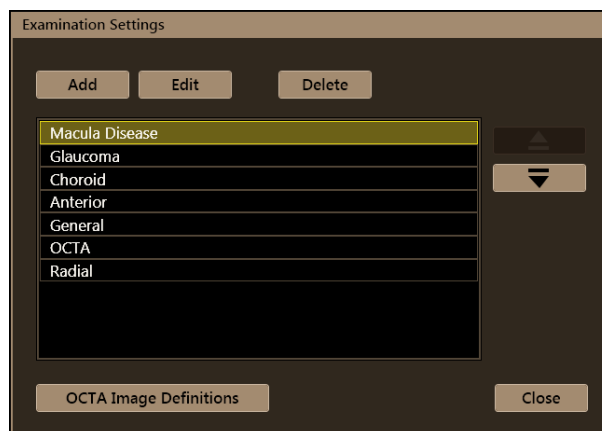 Examination Settings
Add Edit Delete
Macula Disease
Glaucoma
Choroid
Anterior
General
OCTA
Radial
OCTA Image Definitions Close